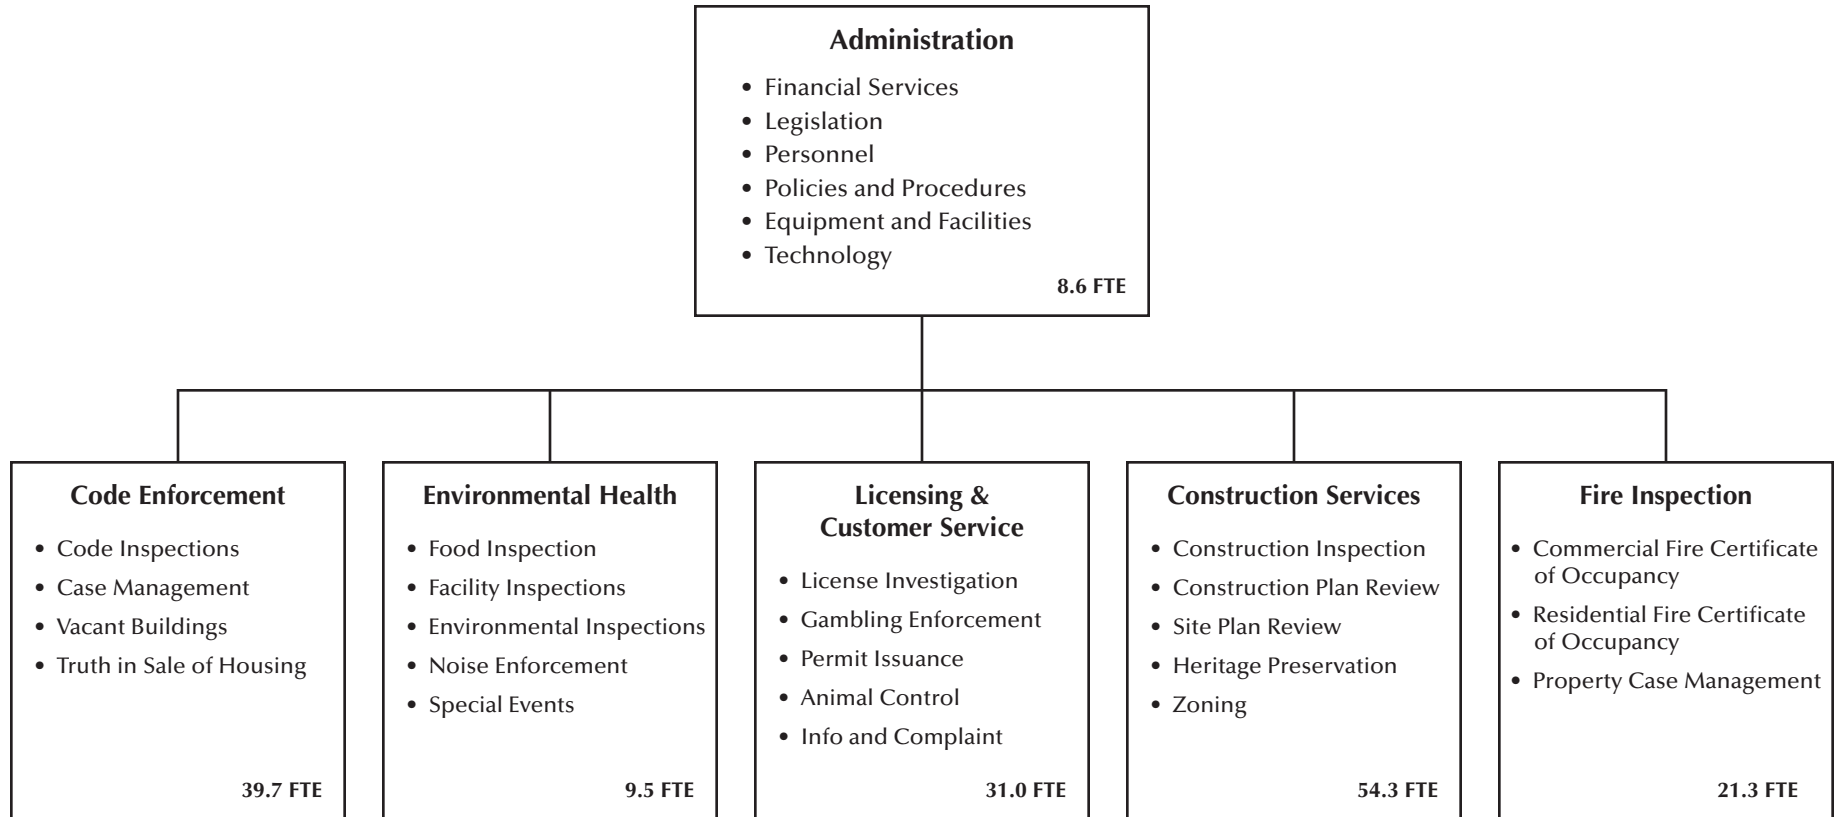 Administration
• Financial Services
• Legislation
• Personnel
• Policies and Procedures
• Equipment and Facilities
• Technology
8.6 FTE
Code Enforcement
• Code Inspections
• Case Management
• Vacant Buildings
• Truth in Sale of Housing
39.7 FTE
Environmental Health
• Food Inspection
• Facility Inspections
• Environmental Inspections
• Noise Enforcement
• Special Events
9.5 FTE
Licensing &
Customer Service
• License Investigation
• Gambling Enforcement
• Permit Issuance
• Animal Control
• Info and Complaint
31.0 FTE
Construction Services
• Construction Inspection
• Construction Plan Review
• Site Plan Review
• Heritage Preservation
• Zoning
54.3 FTE
Fire Inspection
• Commercial Fire Certificate
of Occupancy
• Residential Fire Certificate
of Occupancy
• Property Case Management
21.3 FTE